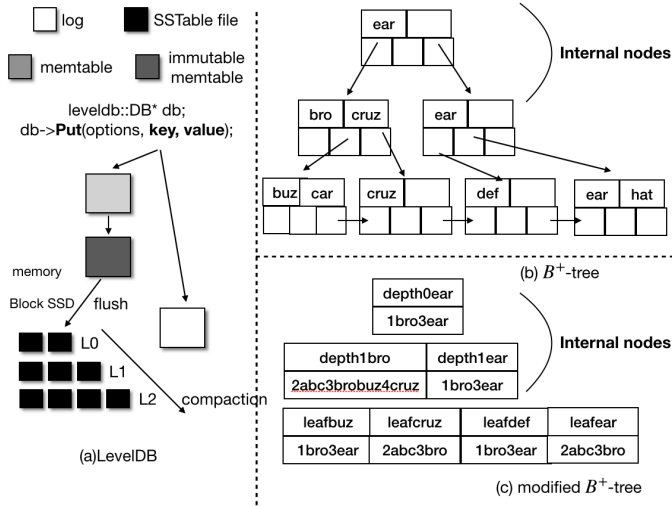 log
SSTable file
memtable
immutable
memtable
leveldb::DB* db;
db->Put(options, key, value);
memory
Block SSD
flush
L0
L1
L2
compaction
(a)LevelDB
ear
Internal nodes
bro cruz
ear
buz car
cruz
def
ear hat
(b) B+-tree
depth0ear
1bro3ear
Internal nodes
depth1bro depth1ear
2abc3brobuz4cruz 1bro3ear
leafbuz leafcruz leafdef leafear
1bro3ear 2abc3bro 1bro3ear 2abc3bro
(c) modified B+-tree